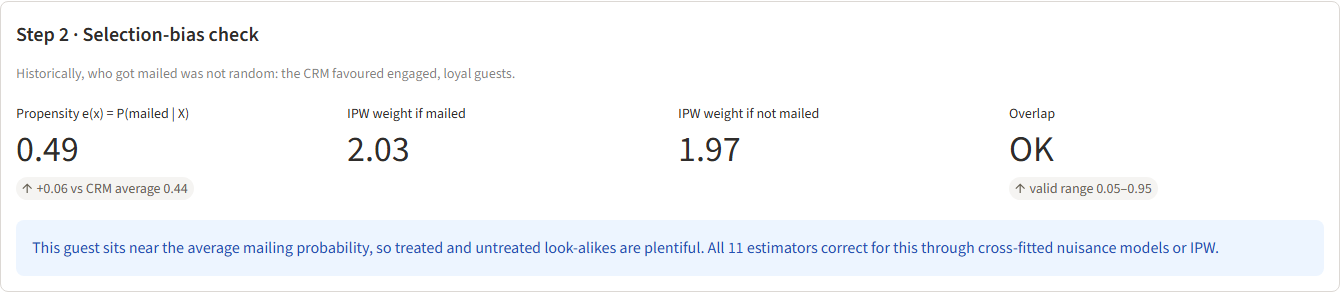 Step 2 · Selection-bias check
Historically, who got mailed was not random: the CRM favoured engaged, loyal guests.
Propensity e(x) = P(mailed | X)
0.49
↑ +0.06 vs CRM average 0.44
IPW weight if mailed
2.03
IPW weight if not mailed
1.97
Overlap
OK
↑ valid range 0.05–0.95
This guest sits near the average mailing probability, so treated and untreated look-alikes are plentiful. All 11 estimators correct for this through cross-fitted nuisance models or IPW.